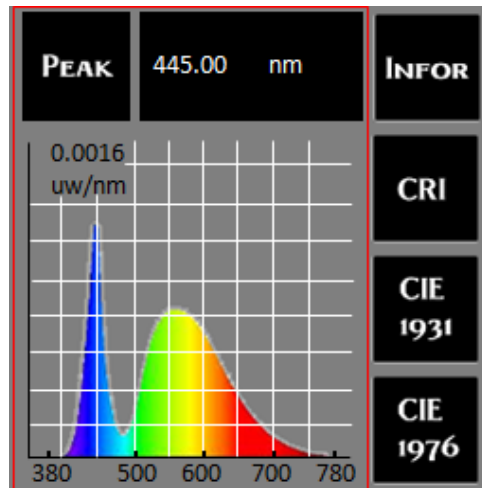 PEAK
445.00 nm
INFOR
0.0016
uw/nm
CRI
CIE
1931
CIE
1976
380 500 600 700 780